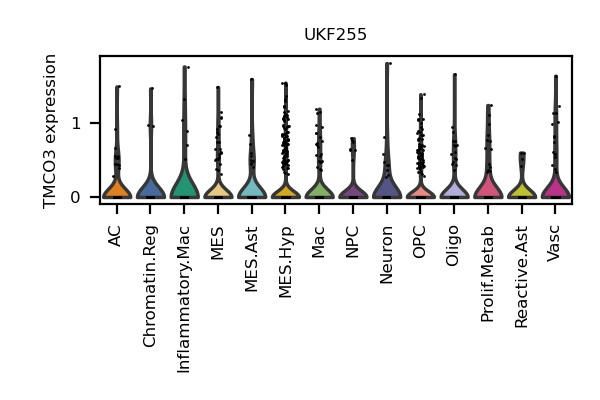 UKF255
TMCO3 expression
1
0
AC
Chromatin.Reg
Inflammatory.Mac
MES
MES.Ast
MES.Hyp
Mac
NPC
Neuron
OPC
Oligo
Prolif.Metab
Reactive.Ast
Vasc